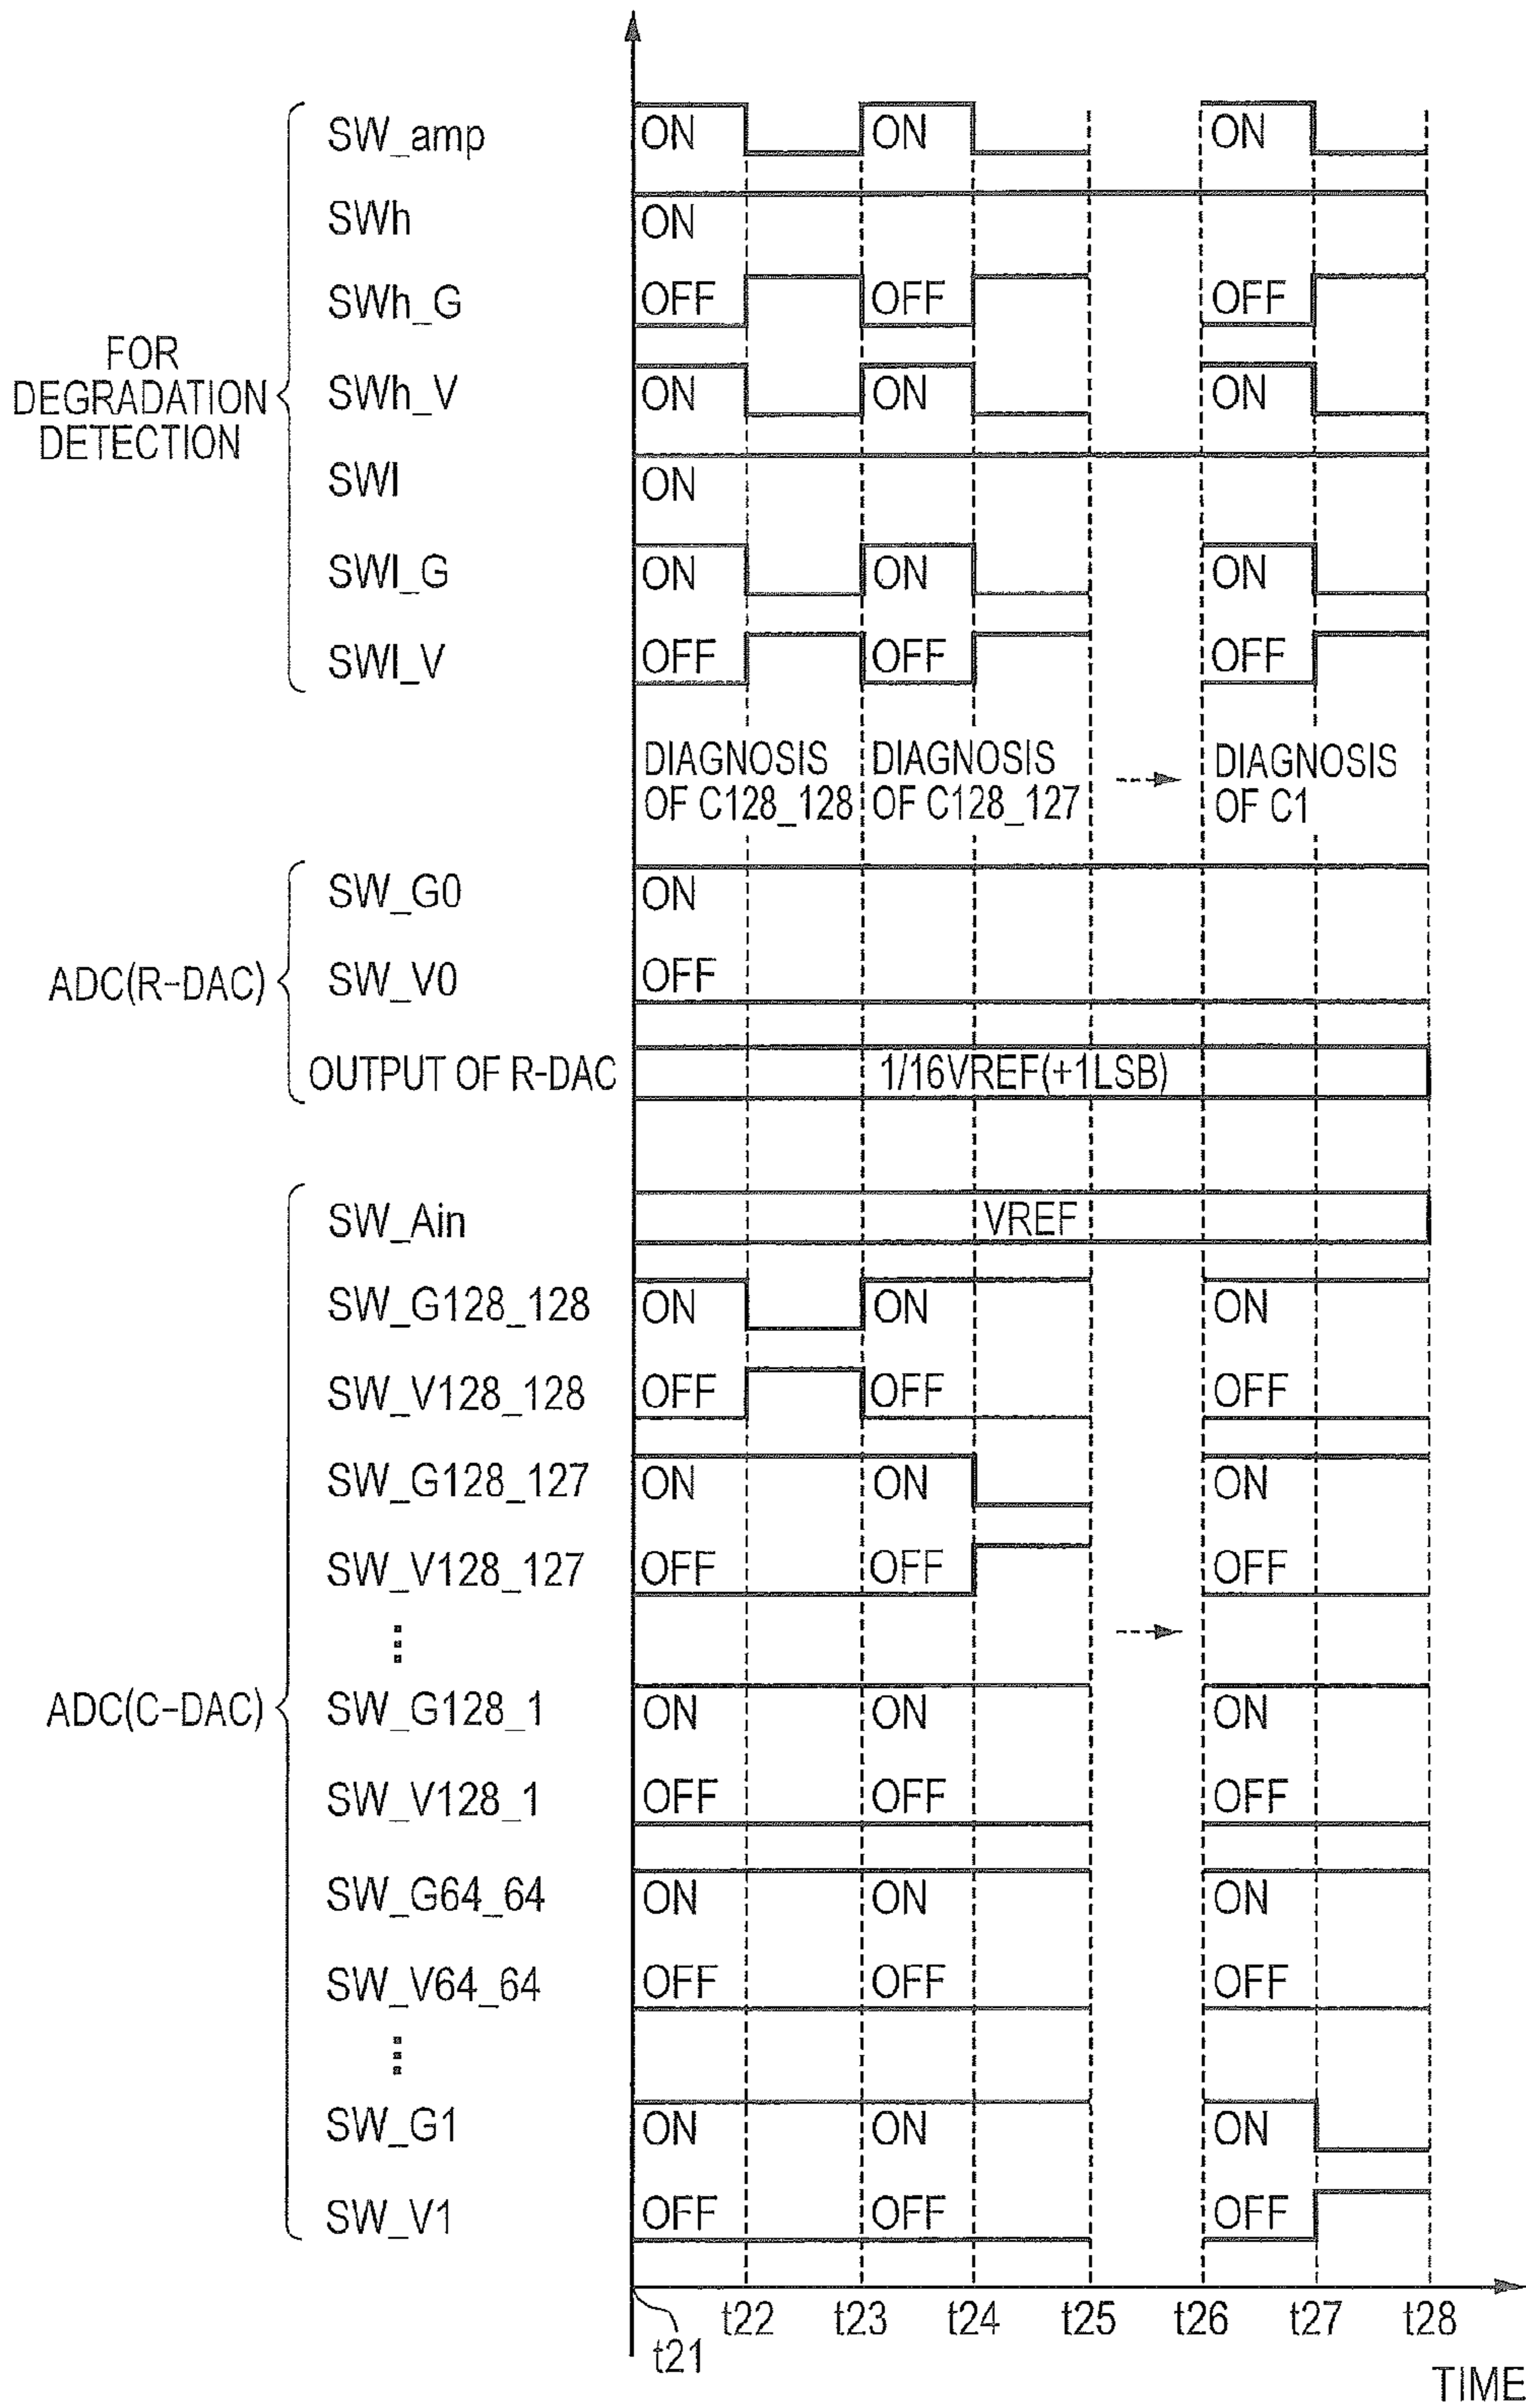 SW_amp ON ON ON
SWh ON
SWh_G OFF OFF OFF
FOR
DEGRADATION
DETECTION
SWh_V ON ON ON
SWl ON
SWl_G ON ON ON
SWl_V OFF OFF OFF
DIAGNOSIS
OF C128_128
DIAGNOSIS
OF C128_127
DIAGNOSIS
OF C1
ADC(R-DAC)
SW_G0 ON
SW_V0 OFF
OUTPUT OF R-DAC 1/16VREF(+1LSB)
SW_Ain VREF
SW_G128_128 ON ON ON
SW_V128_128 OFF OFF OFF
SW_G128_127 ON ON ON
SW_V128_127 OFF OFF OFF
ADC(C-DAC)
SW_G128_1 ON ON ON
SW_V128_1 OFF OFF OFF
SW_G64_64 ON ON ON
SW_V64_64 OFF OFF OFF
SW_G1 ON ON ON
SW_V1 OFF OFF OFF
t21 t22 t23 t24 t25 t26 t27 t28
TIME